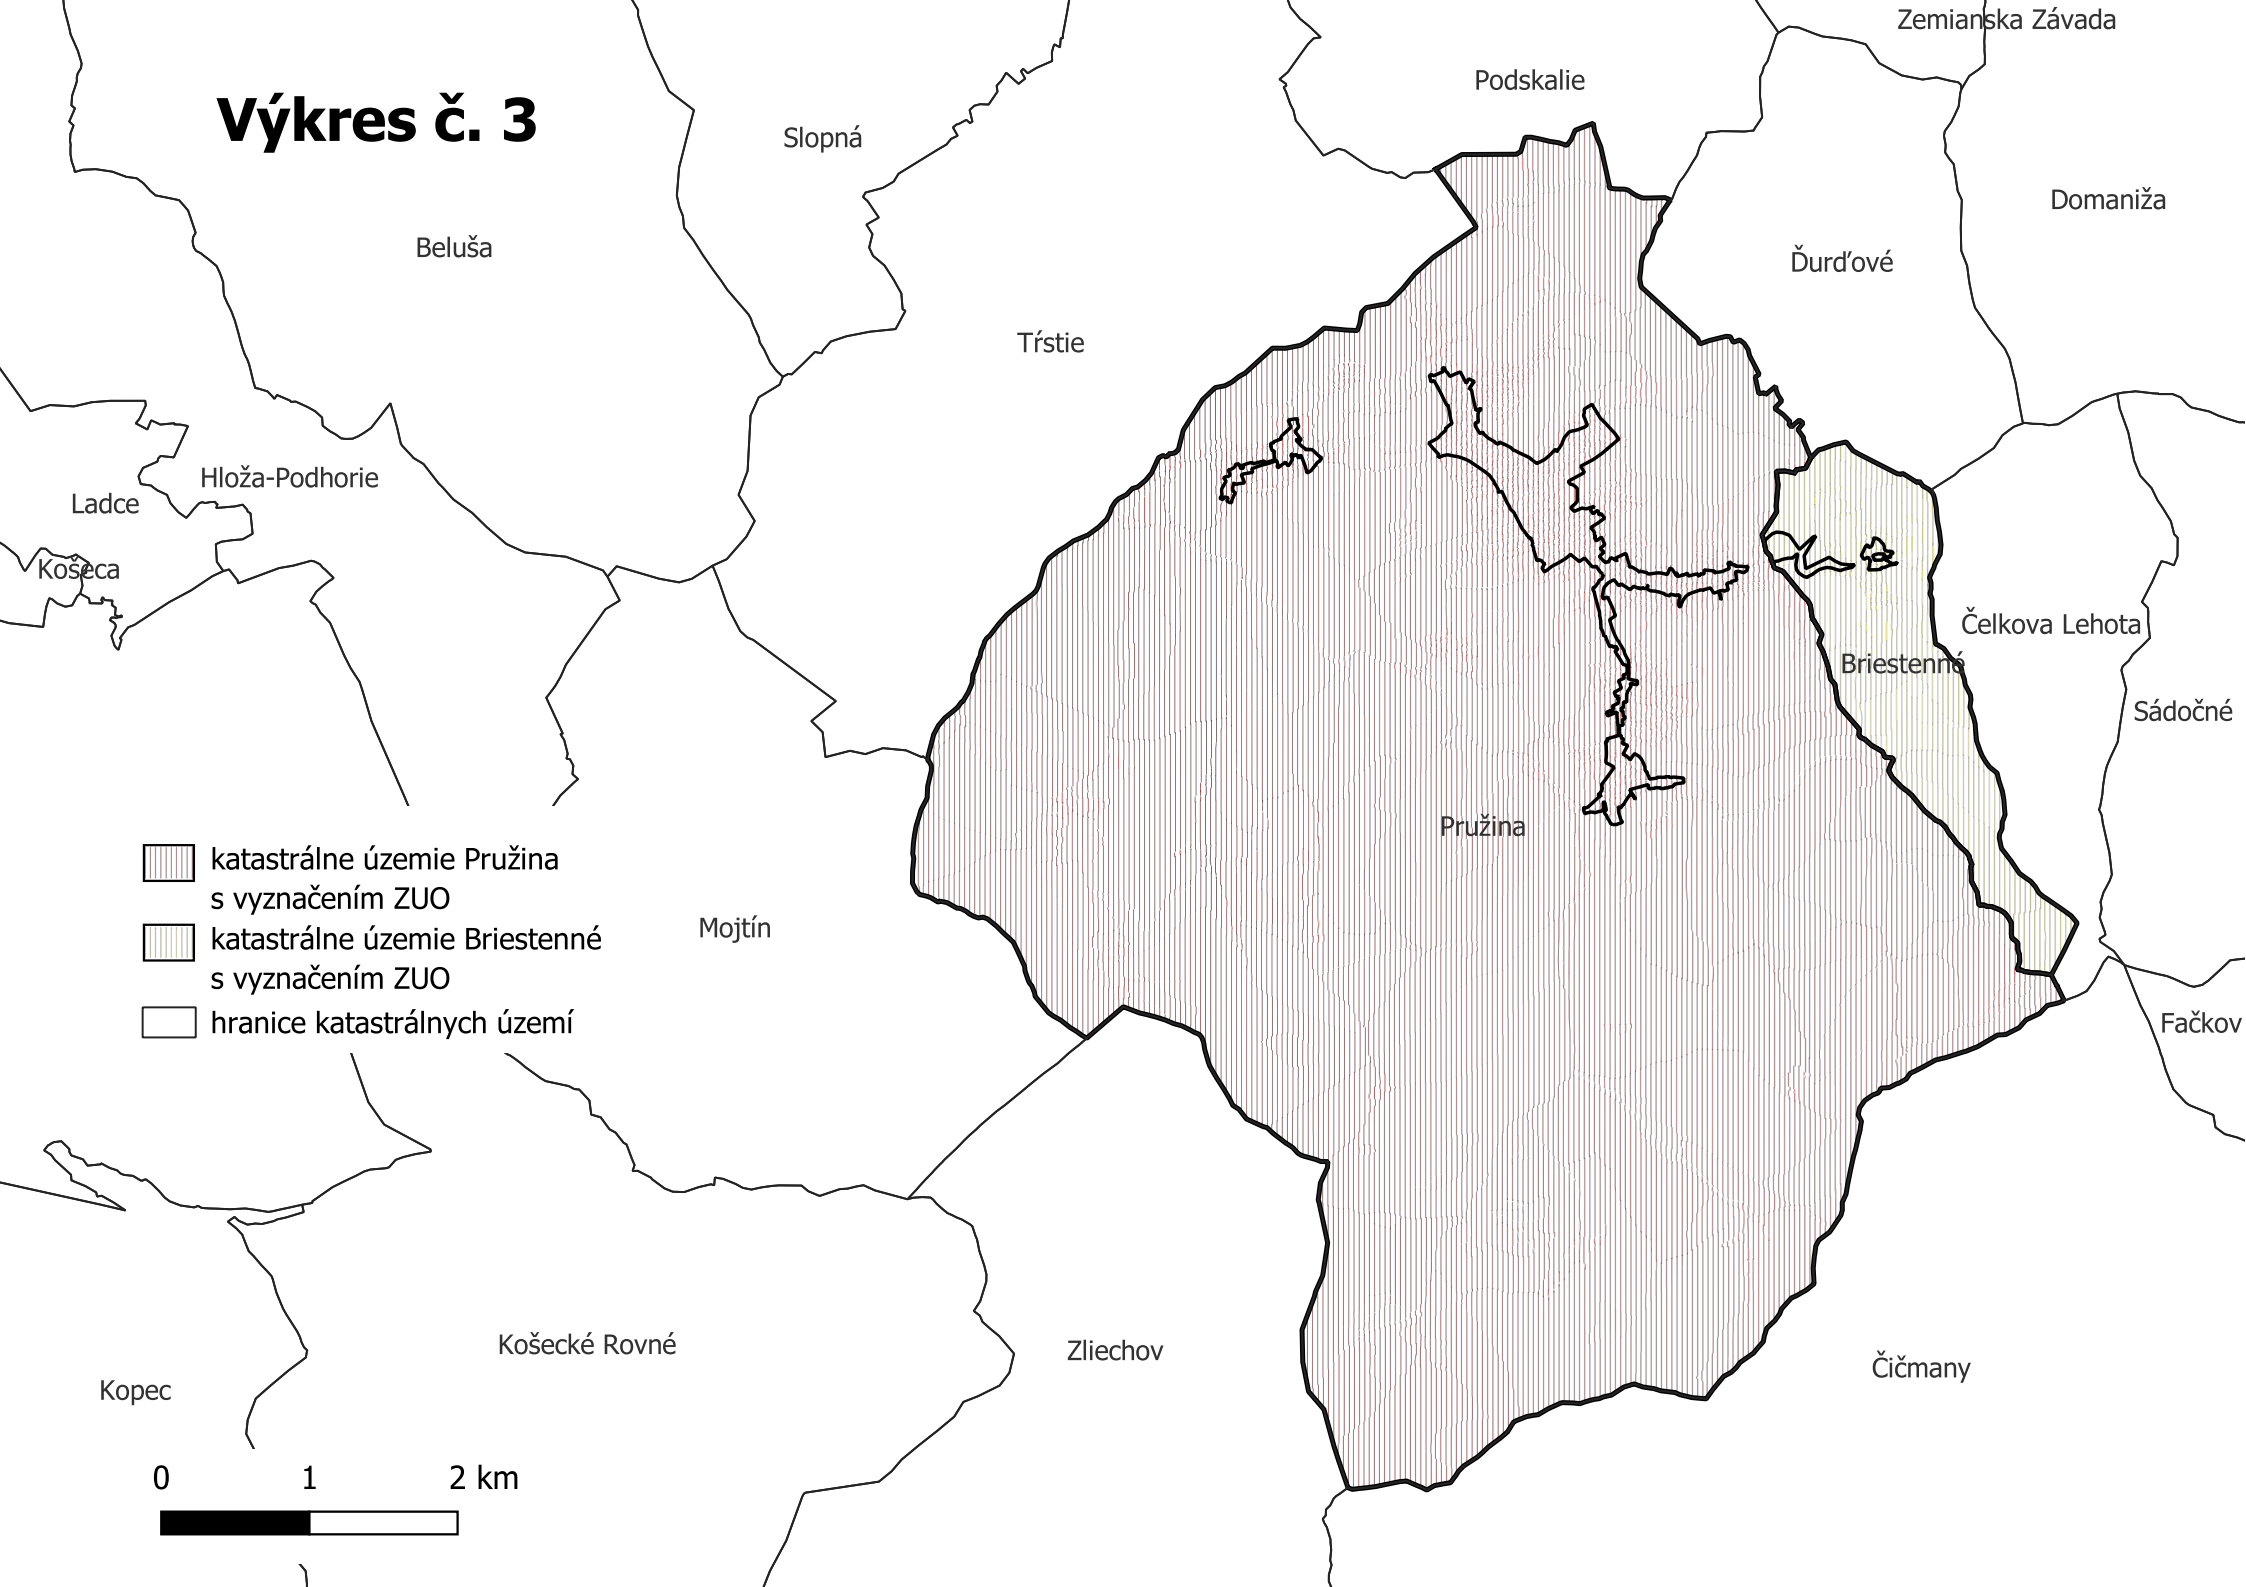 Zemianska Závada
Podskalie
Výkres č. 3
Slopná
Domaniža
Beluša
Ďurďové
Tŕstie
Hloža-Podhorie
Ladce
Košeca
Čelkova Lehota
Briestenné
Sádočné
Pružina
katastrálne územie Pružina
s vyznačením ZUO
katastrálne územie Briestenné
s vyznačením ZUO
hranice katastrálnych území
Mojtín
Fačkov
Košecké Rovné
Zliechov
Čičmany
Kopec
0 1 2 km